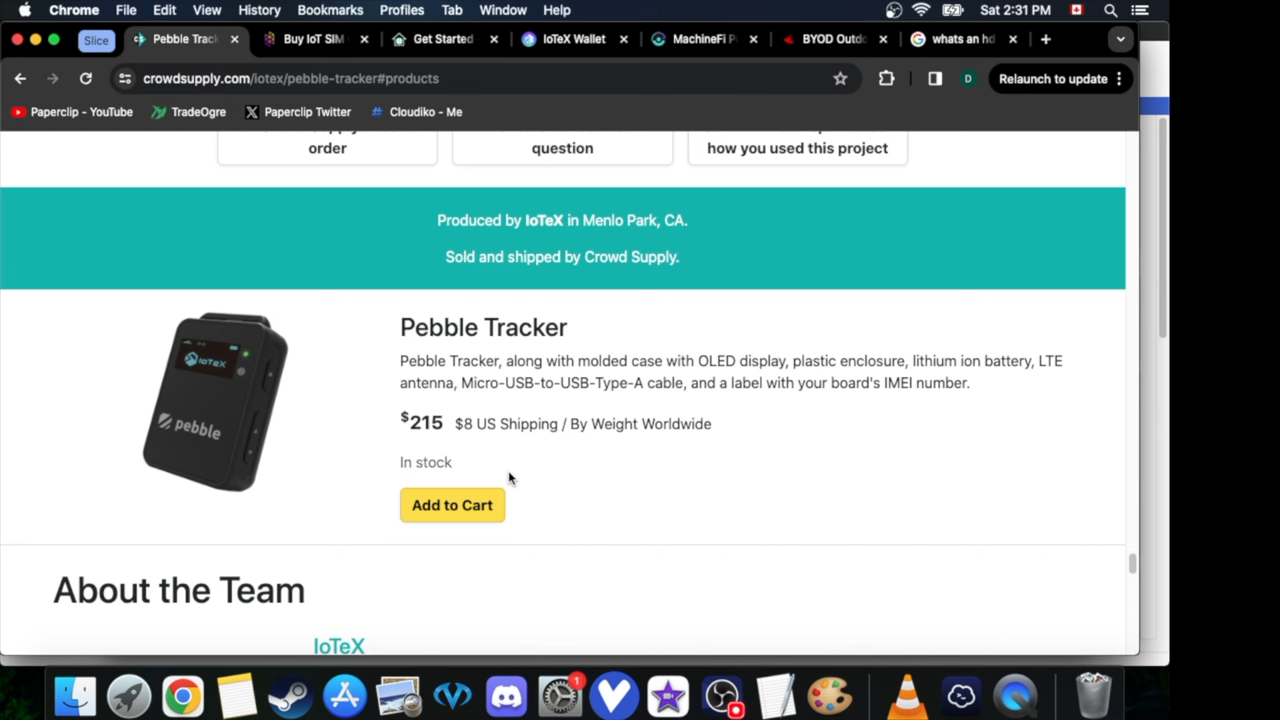 Chrome File Edit View History Bookmarks Profiles Tab Window Help Sat 2:31 PM
Slice Pebble Trac Buy IoT SIM Get Started IoTeX Wallet MachineFi P BYOD Outdo whats an hd
crowdsupply.com/iotex/pebble-tracker#products D Relaunch to update
Paperclip - YouTube TradeOgre Paperclip Twitter Cloudiko - Me
order question how you used this project
Produced by IoTeX in Menlo Park, CA.
Sold and shipped by Crowd Supply.
IoTeX
pebble
Pebble Tracker
Pebble Tracker, along with molded case with OLED display, plastic enclosure, lithium ion battery, LTE
antenna, Micro-USB-to-USB-Type-A cable, and a label with your board's IMEI number.
$215 $8 US Shipping / By Weight Worldwide
In stock
Add to Cart
About the Team
IoTeX
1